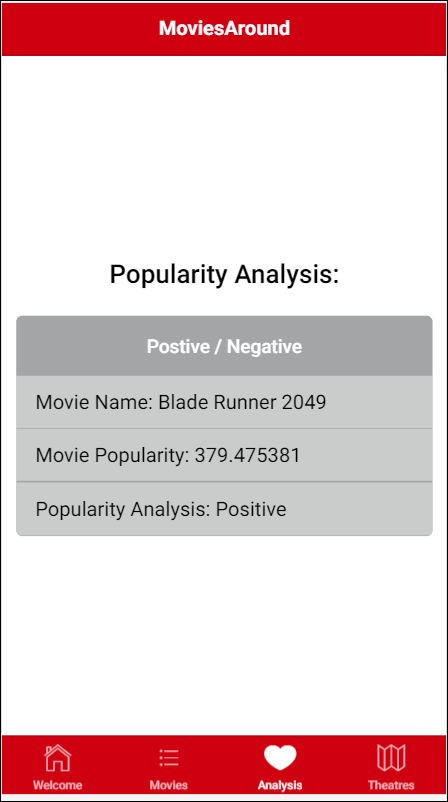 MoviesAround
Popularity Analysis:
Postive / Negative
Movie Name: Blade Runner 2049
Movie Popularity: 379.475381
Popularity Analysis: Positive
Welcome
Movies
Analysis
Theatres